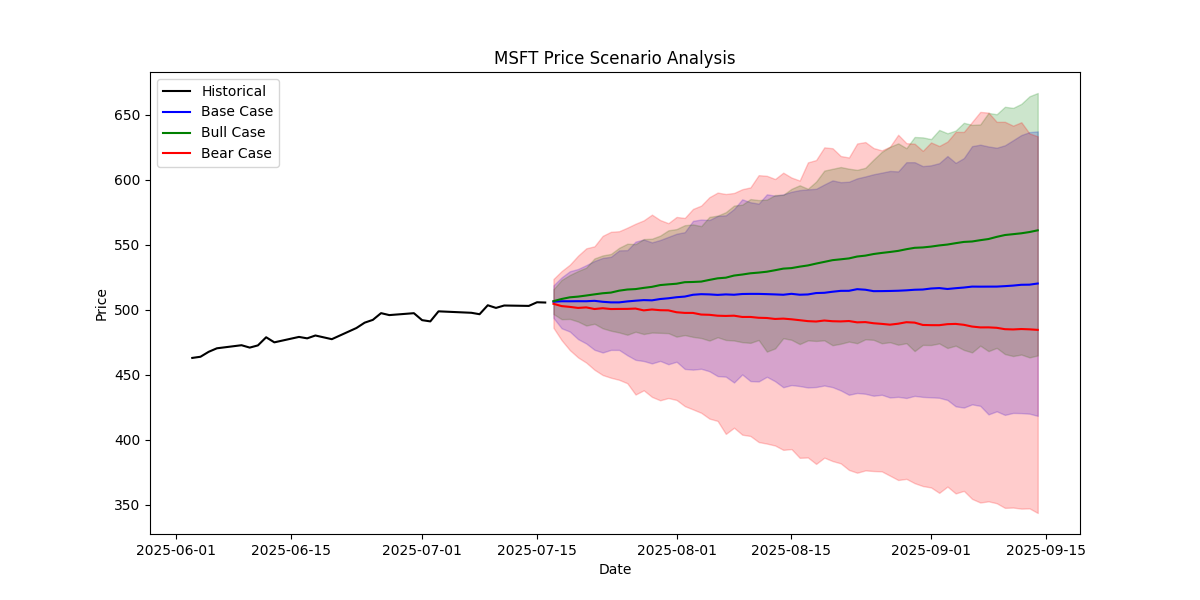 MSFT Price Scenario Analysis
Historical
Base Case
Bull Case
Bear Case
650
600
550
500
450
400
350
Price
2025-06-01 2025-06-15 2025-07-01 2025-07-15 2025-08-01 2025-08-15 2025-09-01 2025-09-15
Date